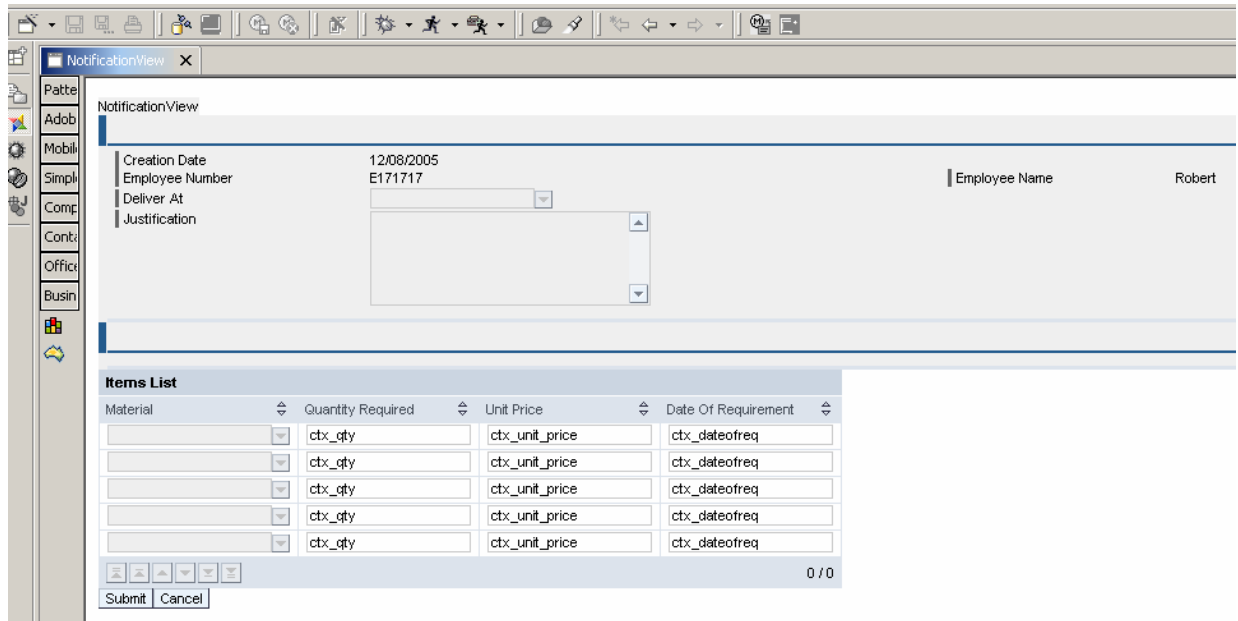 NotificationView X
Patte
Adob
Mobil
Simpl
Comp
Conta
Office
Busin
NotificationView
Creation Date 12/08/2005
Employee Number E171717 Employee Name Robert
Deliver At
Justification
Items List
Material Quantity Required Unit Price Date Of Requirement
ctx_qty ctx_unit_price ctx_dateofreq
ctx_qty ctx_unit_price ctx_dateofreq
ctx_qty ctx_unit_price ctx_dateofreq
ctx_qty ctx_unit_price ctx_dateofreq
ctx_qty ctx_unit_price ctx_dateofreq
0 / 0
Submit Cancel